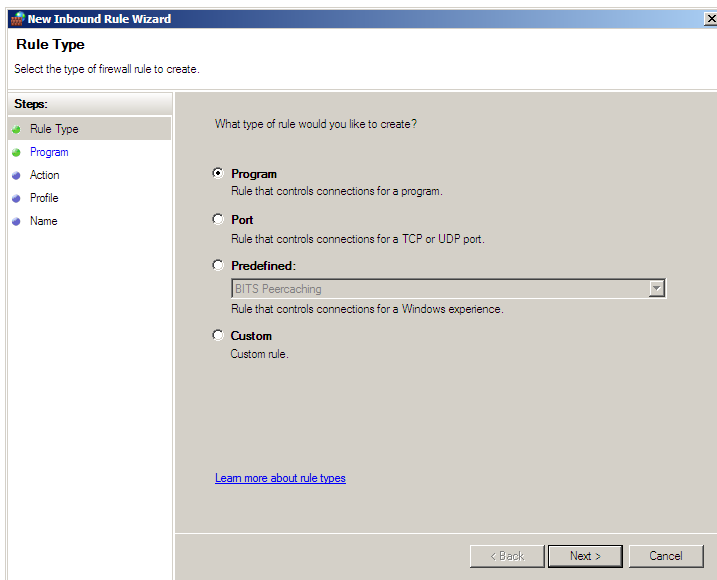 New Inbound Rule Wizard
Rule Type
Select the type of firewall rule to create.
Steps:
Rule Type
Program
Action
Profile
Name
What type of rule would you like to create?
Program
Rule that controls connections for a program.
Port
Rule that controls connections for a TCP or UDP port.
Predefined:
BITS Peercaching
Rule that controls connections for a Windows experience.
Custom
Custom rule.
Learn more about rule types
< Back
Next >
Cancel